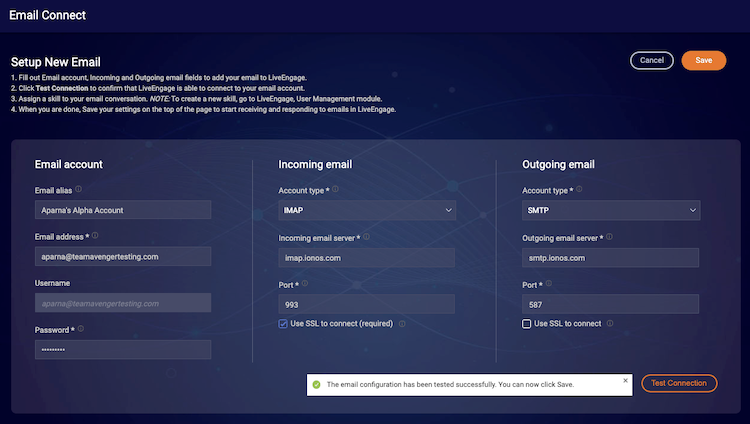 Email Connect
Setup New Email
Cancel
Save
1. Fill out Email account, Incoming and Outgoing email fields to add your email to LiveEngage.
2. Click Test Connection to confirm that LiveEngage is able to connect to your email account.
3. Assign a skill to your email conversation. NOTE: To create a new skill, go to LiveEngage, User Management module.
4. When you are done, Save your settings on the top of the page to start receiving and responding to emails in LiveEngage.
Email account
Email alias
Aparna's Alpha Account
Email address *
aparna@teamavengertesting.com
Username
aparna@teamavengertesting.com
Password *
•••••••••
Incoming email
Account type *
IMAP
Incoming email server *
imap.ionos.com
Port *
993
Use SSL to connect (required)
Outgoing email
Account type *
SMTP
Outgoing email server *
smtp.ionos.com
Port *
587
Use SSL to connect
The email configuration has been tested successfully. You can now click Save.
Test Connection